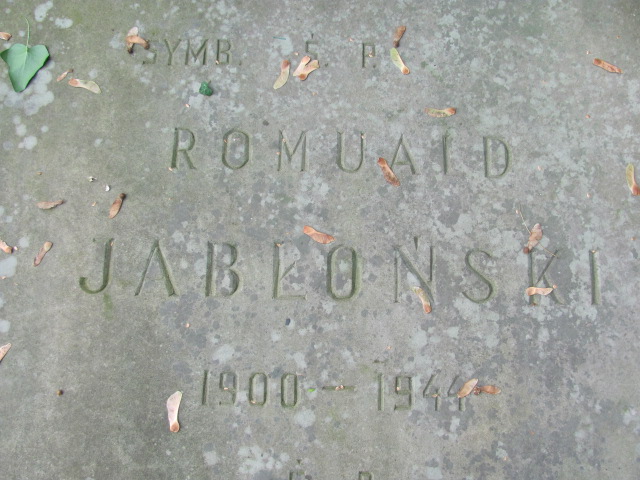 SYMB. Ś. P.
ROMUALD
JABŁOŃSKI
1900 — 1944